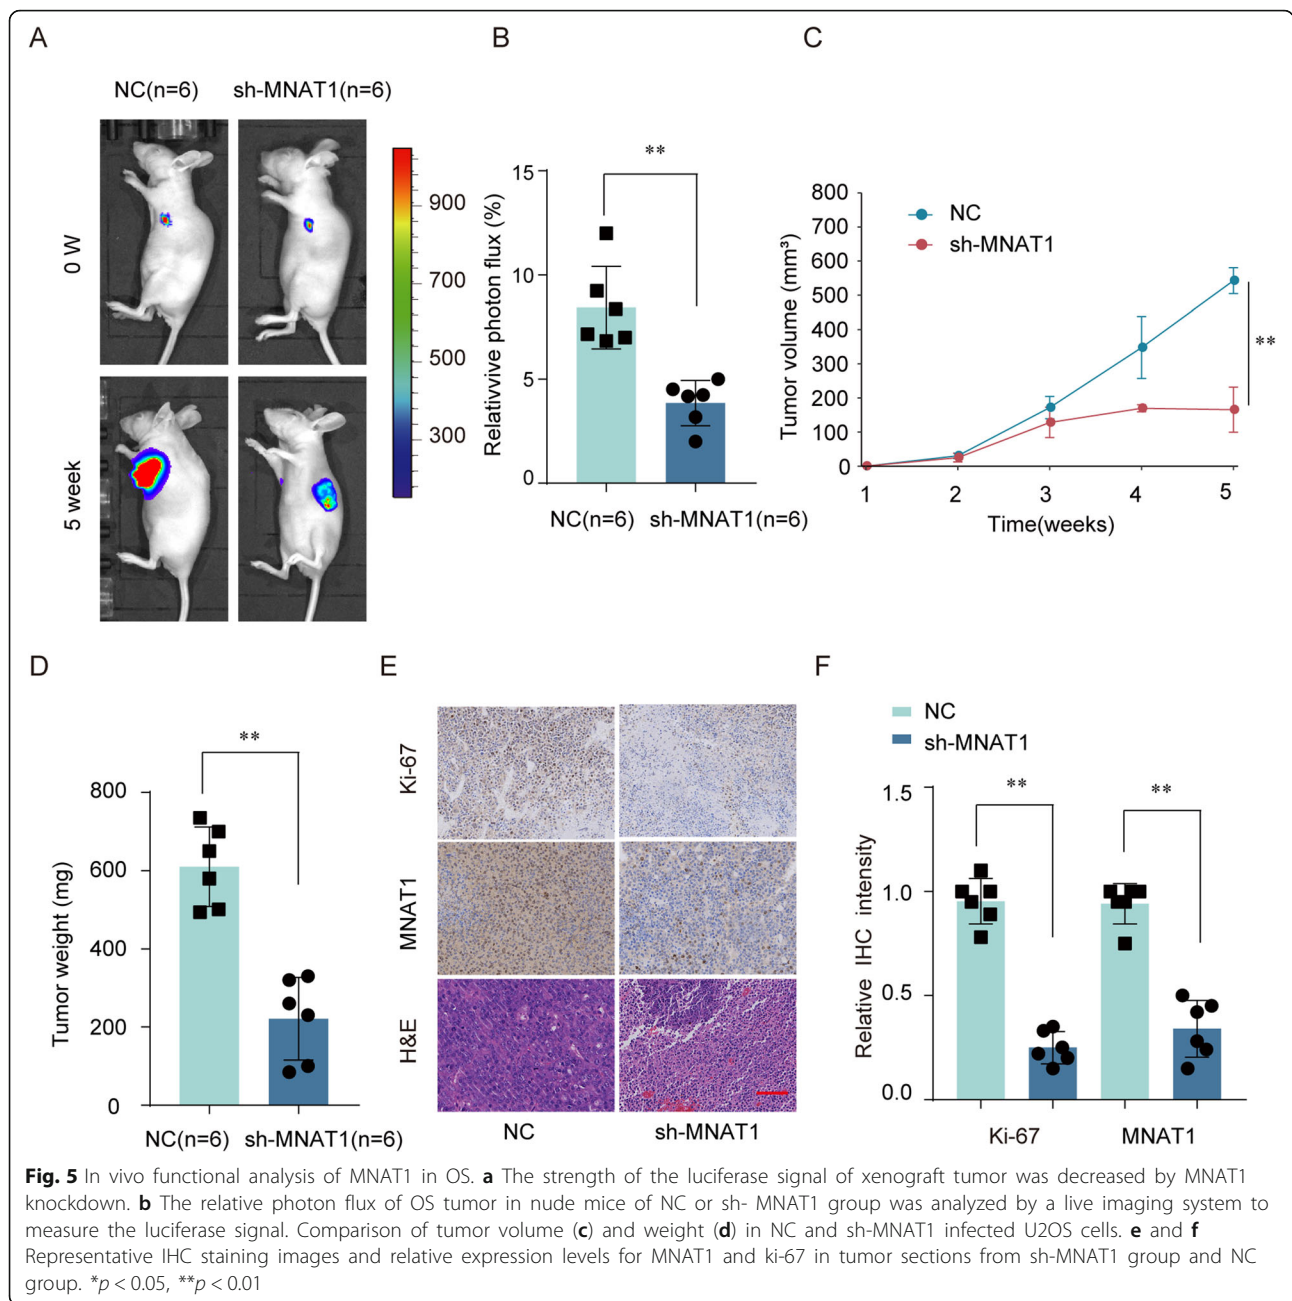 A
NC(n=6)
sh-MNAT1(n=6)
0 W
5 week
900
700
500
300
B
**
Relativvive photon flux (%)
15
10
5
0
NC(n=6)
sh-MNAT1(n=6)
C
NC
sh-MNAT1
Tumor volume (mm³)
800
700
600
500
400
300
200
100
0
**
1 2 3 4 5
Time(weeks)
D
**
Tumor weight (mg)
800
600
400
200
0
NC(n=6)
sh-MNAT1(n=6)
E
Ki-67
MNAT1
H&E
NC
sh-MNAT1
F
NC
sh-MNAT1
Relative IHC intensity
1.5
1.0
0.5
0.0
**
**
Ki-67
MNAT1
Fig. 5 In vivo functional analysis of MNAT1 in OS. a The strength of the luciferase signal of xenograft tumor was decreased by MNAT1
knockdown. b The relative photon flux of OS tumor in nude mice of NC or sh- MNAT1 group was analyzed by a live imaging system to
measure the luciferase signal. Comparison of tumor volume (c) and weight (d) in NC and sh-MNAT1 infected U2OS cells. e and f
Representative IHC staining images and relative expression levels for MNAT1 and ki-67 in tumor sections from sh-MNAT1 group and NC
group. *p < 0.05, **p < 0.01